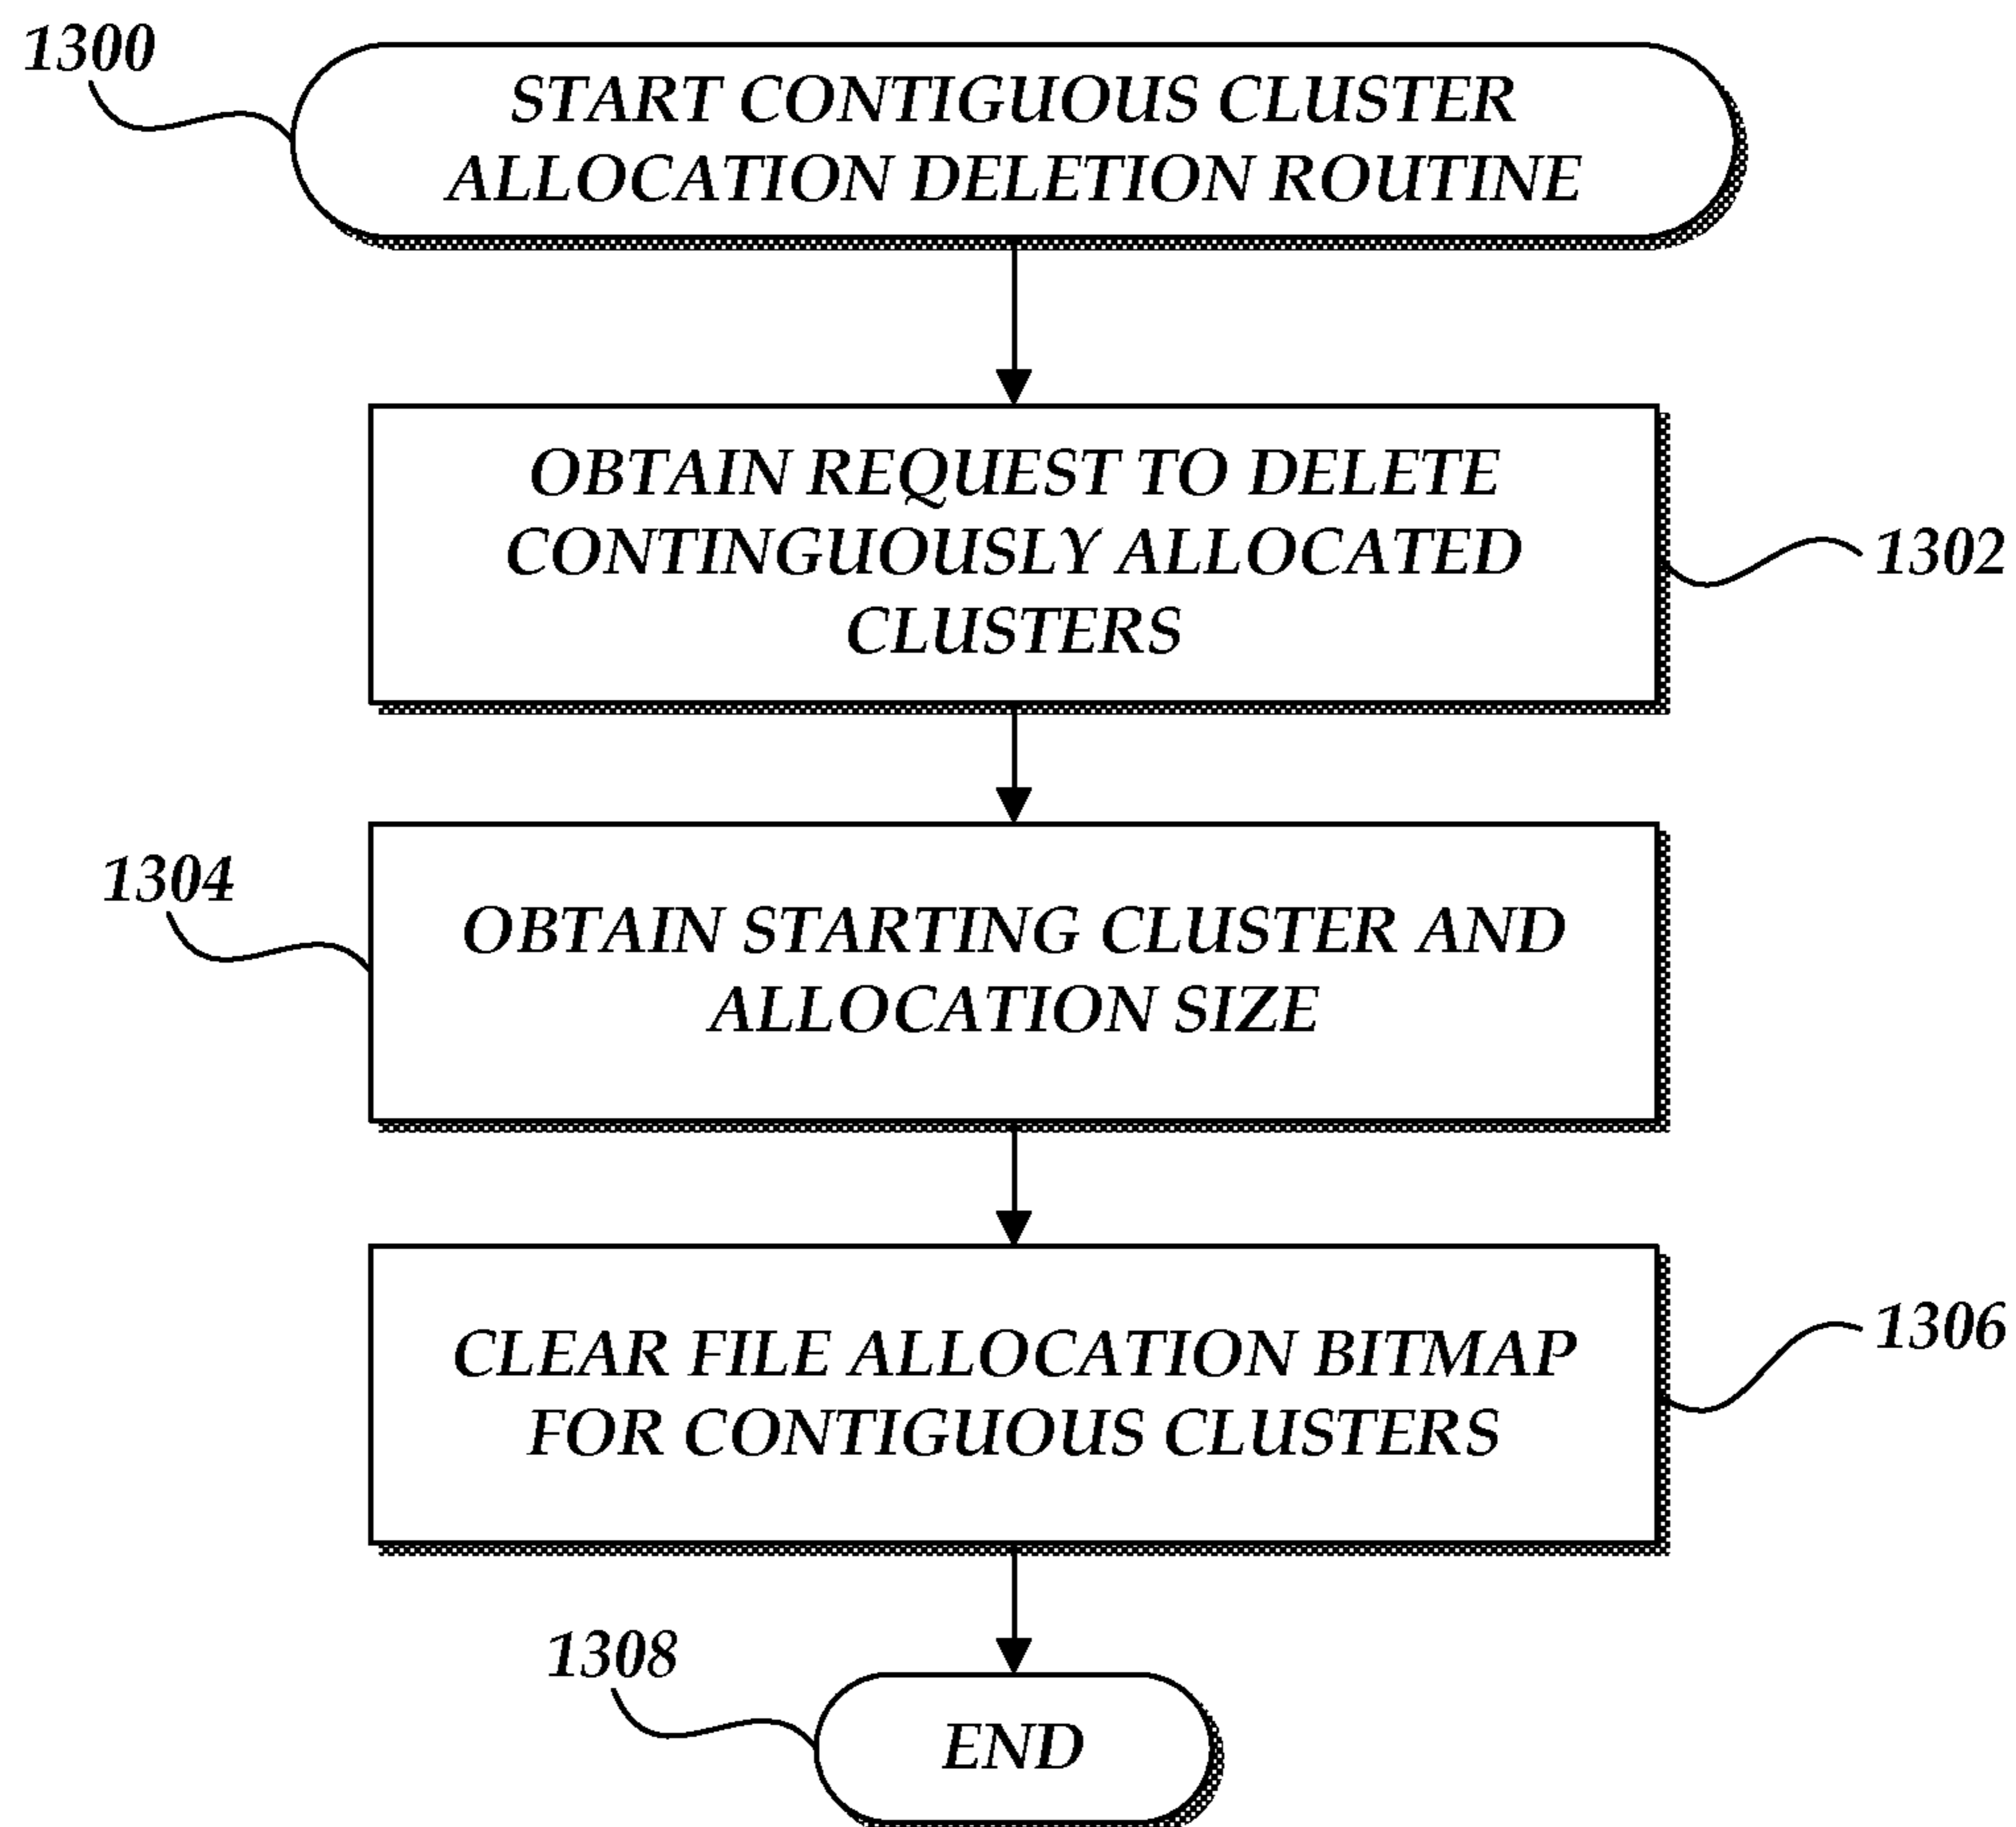 1300
START CONTIGUOUS CLUSTER
ALLOCATION DELETION ROUTINE
OBTAIN REQUEST TO DELETE
CONTINGUOUSLY ALLOCATED
CLUSTERS
1302
1304
OBTAIN STARTING CLUSTER AND
ALLOCATION SIZE
CLEAR FILE ALLOCATION BITMAP
FOR CONTIGUOUS CLUSTERS
1306
1308
END